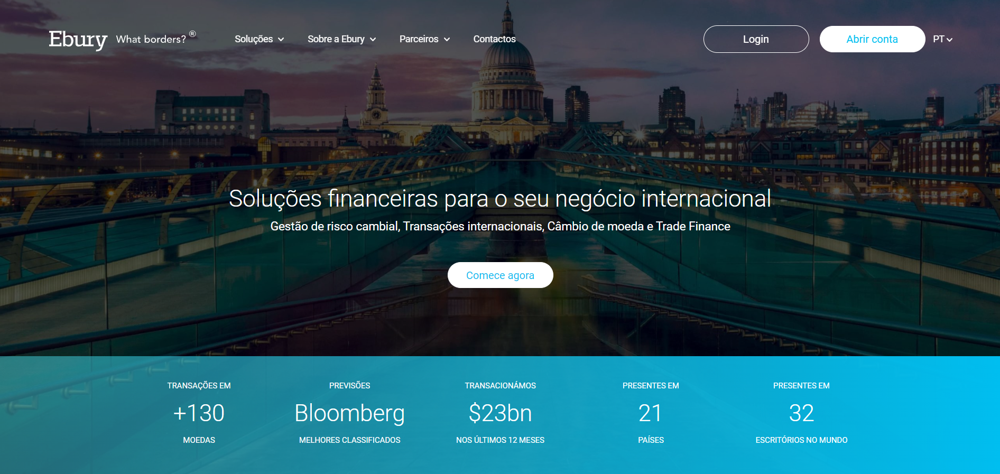 Ebury What borders? ®
Soluções
Sobre a Ebury
Parceiros
Contactos
Login
Abrir conta
PT
Soluções financeiras para o seu negócio internacional
Gestão de risco cambial, Transações internacionais, Câmbio de moeda e Trade Finance
Comece agora
TRANSAÇÕES EM
+130
MOEDAS
PREVISÕES
Bloomberg
MELHORES CLASSIFICADOS
TRANSACIONÁMOS
$23bn
NOS ÚLTIMOS 12 MESES
PRESENTES EM
21
PAÍSES
PRESENTES EM
32
ESCRITÓRIOS NO MUNDO